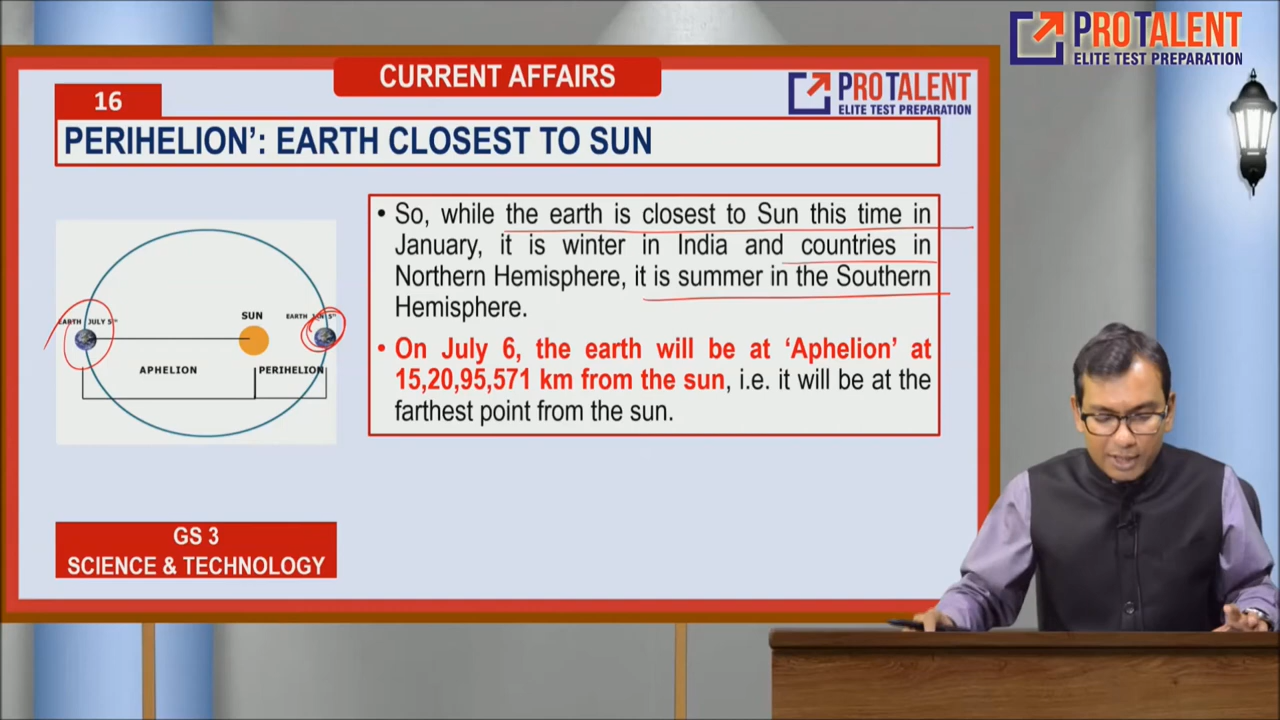 PROTALENT
ELITE TEST PREPARATION
CURRENT AFFAIRS
PROTALENT
ELITE TEST PREPARATION
16
PERIHELION’: EARTH CLOSEST TO SUN
• So, while the earth is closest to Sun this time in
January, it is winter in India and countries in
Northern Hemisphere, it is summer in the Southern
Hemisphere.
• On July 6, the earth will be at ‘Aphelion’ at
15,20,95,571 km from the sun, i.e. it will be at the
farthest point from the sun.
EARTH JULY 5th
SUN
EARTH
APHELION
PERIHELION
GS 3
SCIENCE & TECHNOLOGY